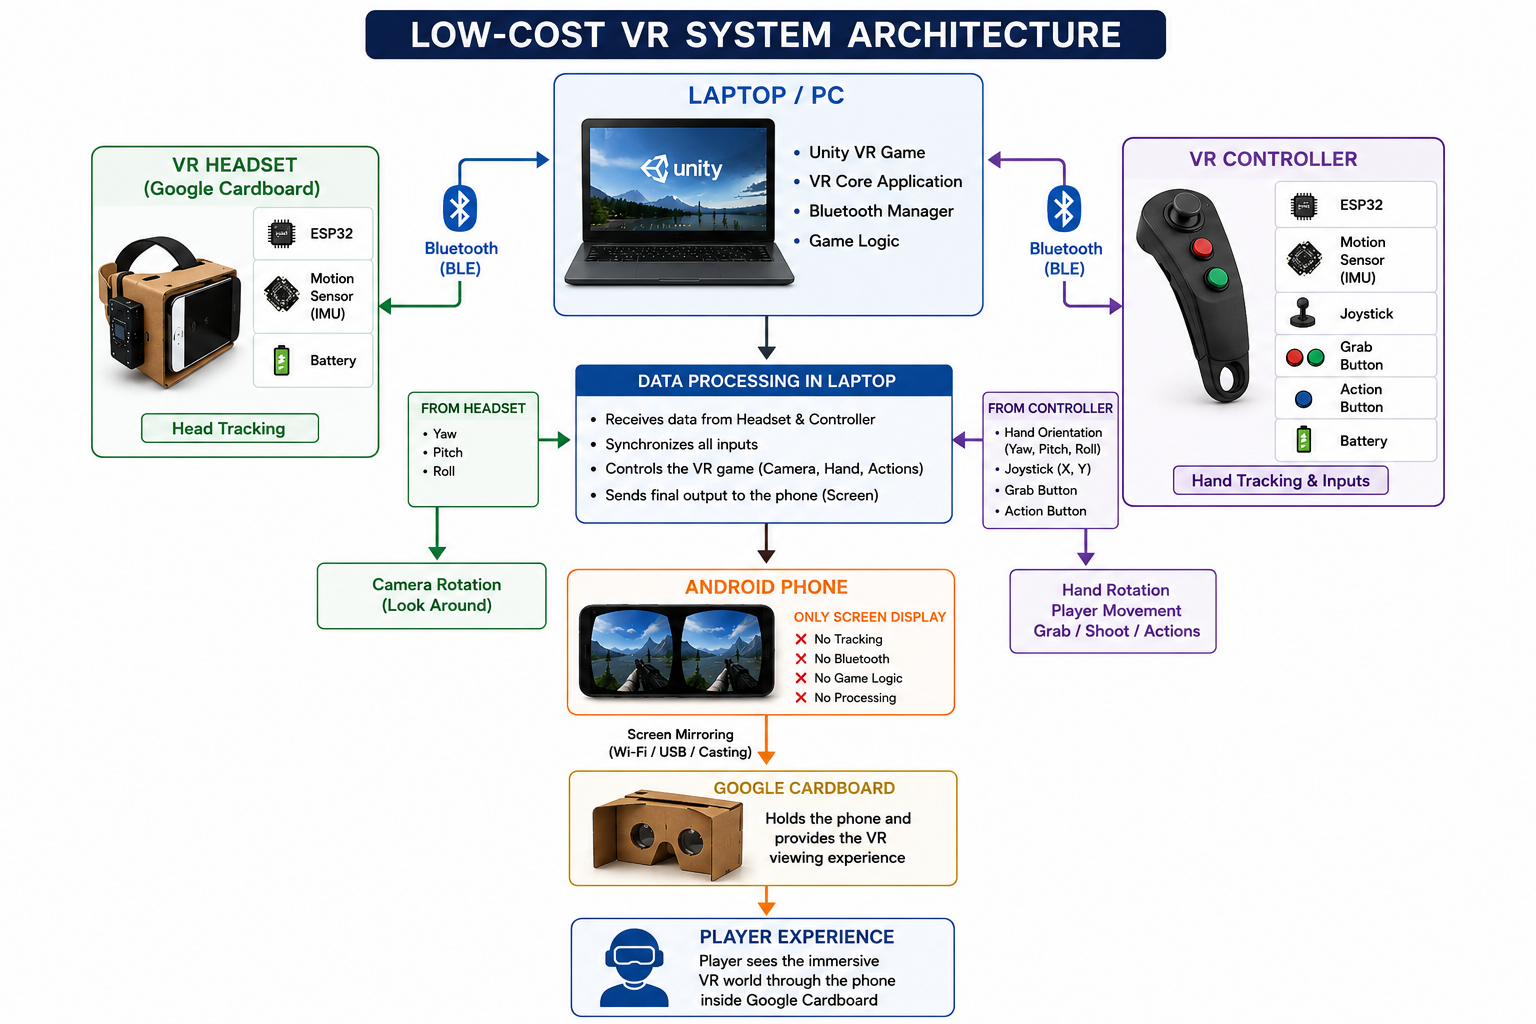 LOW-COST VR SYSTEM ARCHITECTURE
LAPTOP / PC
unity
• Unity VR Game
• VR Core Application
• Bluetooth Manager
• Game Logic
VR HEADSET
(Google Cardboard)
ESP32
Motion
Sensor
(IMU)
Battery
Head Tracking
Bluetooth
(BLE)
Bluetooth
(BLE)
VR CONTROLLER
ESP32
Motion
Sensor
(IMU)
Joystick
Grab
Button
Action
Button
Battery
Hand Tracking & Inputs
FROM HEADSET
• Yaw
• Pitch
• Roll
DATA PROCESSING IN LAPTOP
• Receives data from Headset & Controller
• Synchronizes all inputs
• Controls the VR game (Camera, Hand, Actions)
• Sends final output to the phone (Screen)
FROM CONTROLLER
• Hand Orientation
(Yaw, Pitch, Roll)
• Joystick (X, Y)
• Grab Button
• Action Button
Camera Rotation
(Look Around)
Hand Rotation
Player Movement
Grab / Shoot / Actions
ANDROID PHONE
ONLY SCREEN DISPLAY
No Tracking
No Bluetooth
No Game Logic
No Processing
Screen Mirroring
(Wi-Fi / USB / Casting)
GOOGLE CARDBOARD
Holds the phone and
provides the VR
viewing experience
PLAYER EXPERIENCE
Player sees the immersive
VR world through the phone
inside Google Cardboard